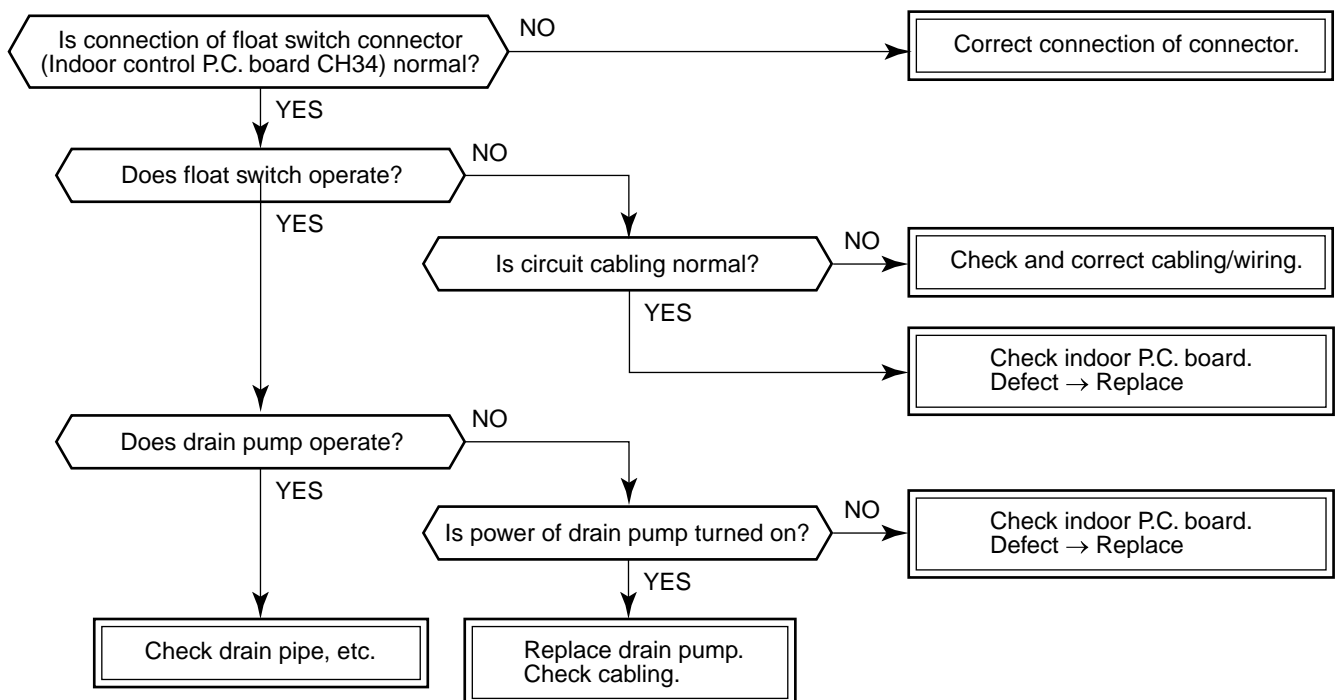 Is connection of float switch connector
(Indoor control P.C. board CH34) normal?
NO
Correct connection of connector.
YES
Does float switch operate?
NO
YES
Is circuit cabling normal?
NO
Check and correct cabling/wiring.
YES
Check indoor P.C. board.
Defect → Replace
Does drain pump operate?
NO
YES
Is power of drain pump turned on?
NO
Check indoor P.C. board.
Defect → Replace
YES
Check drain pipe, etc.
Replace drain pump.
Check cabling.